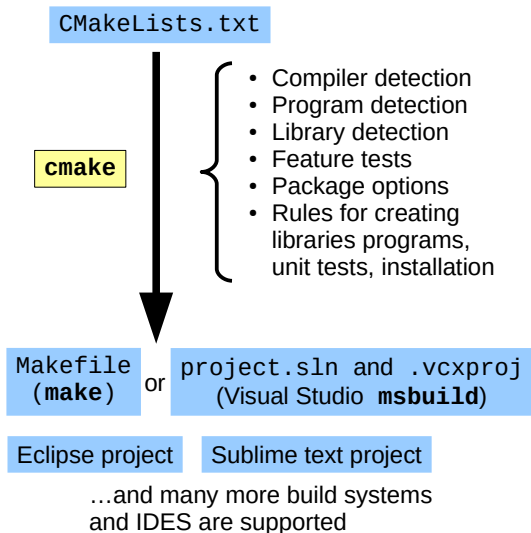 CMakeLists.txt
cmake
• Compiler detection
• Program detection
• Library detection
• Feature tests
• Package options
• Rules for creating
libraries programs,
unit tests, installation
Makefile
(make)
or
project.sln and .vcxproj
(Visual Studio msbuild)
Eclipse project
Sublime text project
…and many more build systems
and IDES are supported